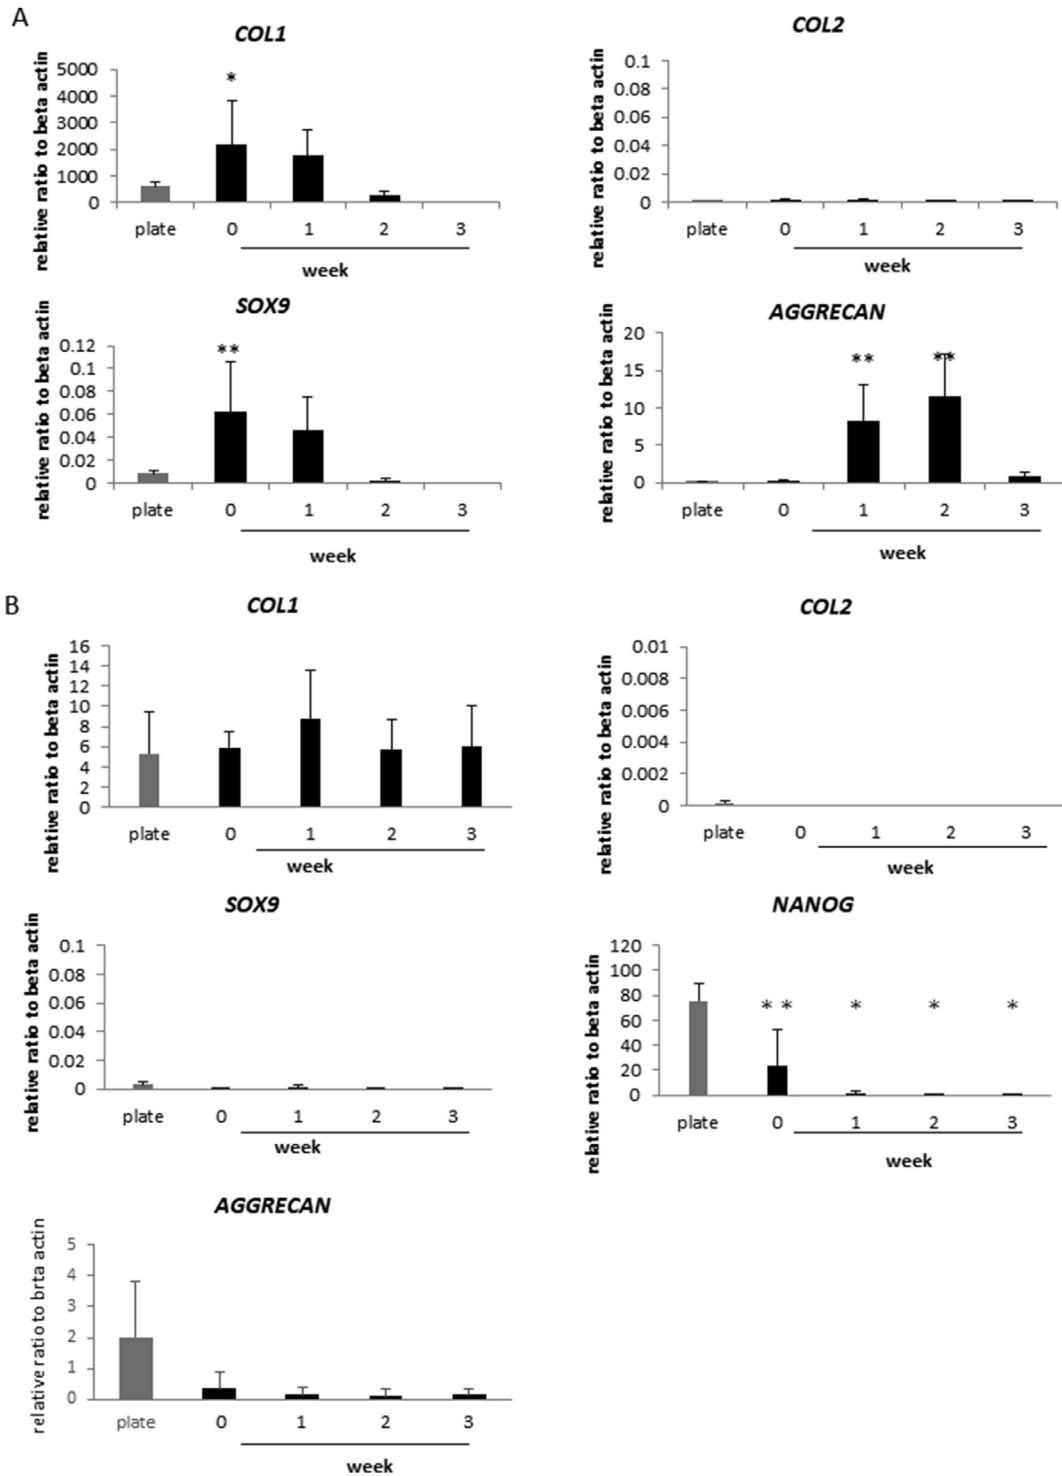 A
COL1
relative ratio to beta actin
5000
4000
3000
2000
1000
0
*
plate 0 1 2 3
week
COL2
relative ratio to beta actin
0.1
0.08
0.06
0.04
0.02
0
plate 0 1 2 3
week
SOX9
relative ratio to beta actin
0.12
0.1
0.08
0.06
0.04
0.02
0
**
plate 0 1 2 3
week
AGGRECAN
relative ratio to beta actin
20
15
10
5
0
** **
plate 0 1 2 3
week
B
COL1
relative ratio to beta actin
16
14
12
10
8
6
4
2
0
plate 0 1 2 3
week
COL2
relative ratio to beta actin
0.01
0.008
0.006
0.004
0.002
0
plate 0 1 2 3
week
SOX9
relative ratio to beta actin
0.1
0.08
0.06
0.04
0.02
0
plate 0 1 2 3
week
NANOG
relative ratio to beta actin
120
100
80
60
40
20
0
* * * * *
plate 0 1 2 3
week
AGGRECAN
relative ratio to brta actin
5
4
3
2
1
0
plate 0 1 2 3
week